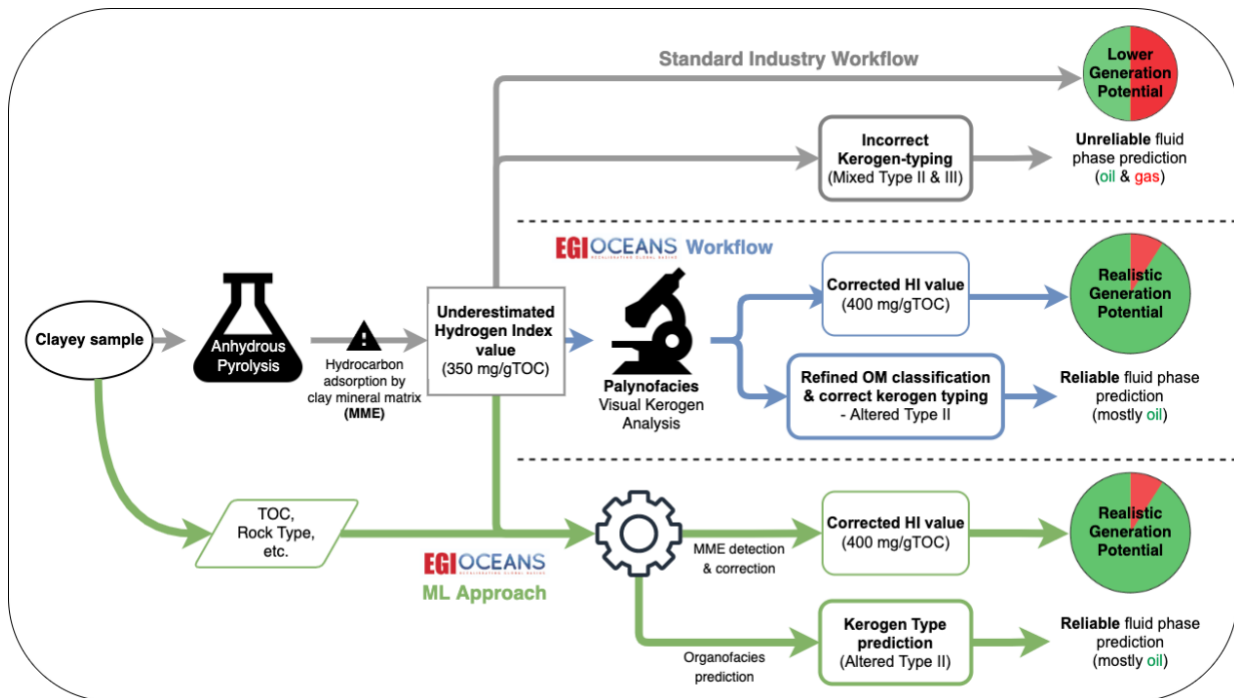 Standard Industry Workflow
Lower
Generation
Potential
Incorrect
Kerogen-typing
(Mixed Type II & III)
Unreliable fluid
phase prediction
(oil & gas)
EGI OCEANS Workflow
Clayey sample
Anhydrous
Pyrolysis
Hydrocarbon
adsorption by
clay mineral matrix
(MME)
Underestimated
Hydrogen Index
value
(350 mg/gTOC)
Palynofacies
Visual Kerogen
Analysis
Corrected HI value
(400 mg/gTOC)
Realistic
Generation
Potential
Refined OM classification
& correct kerogen typing
- Altered Type II
Reliable fluid phase
prediction
(mostly oil)
TOC,
Rock Type,
etc.
EGI OCEANS
ML Approach
MME detection
& correction
Corrected HI value
(400 mg/gTOC)
Realistic
Generation
Potential
Organofacies
prediction
Kerogen Type
prediction
(Altered Type II)
Reliable fluid phase
prediction
(mostly oil)